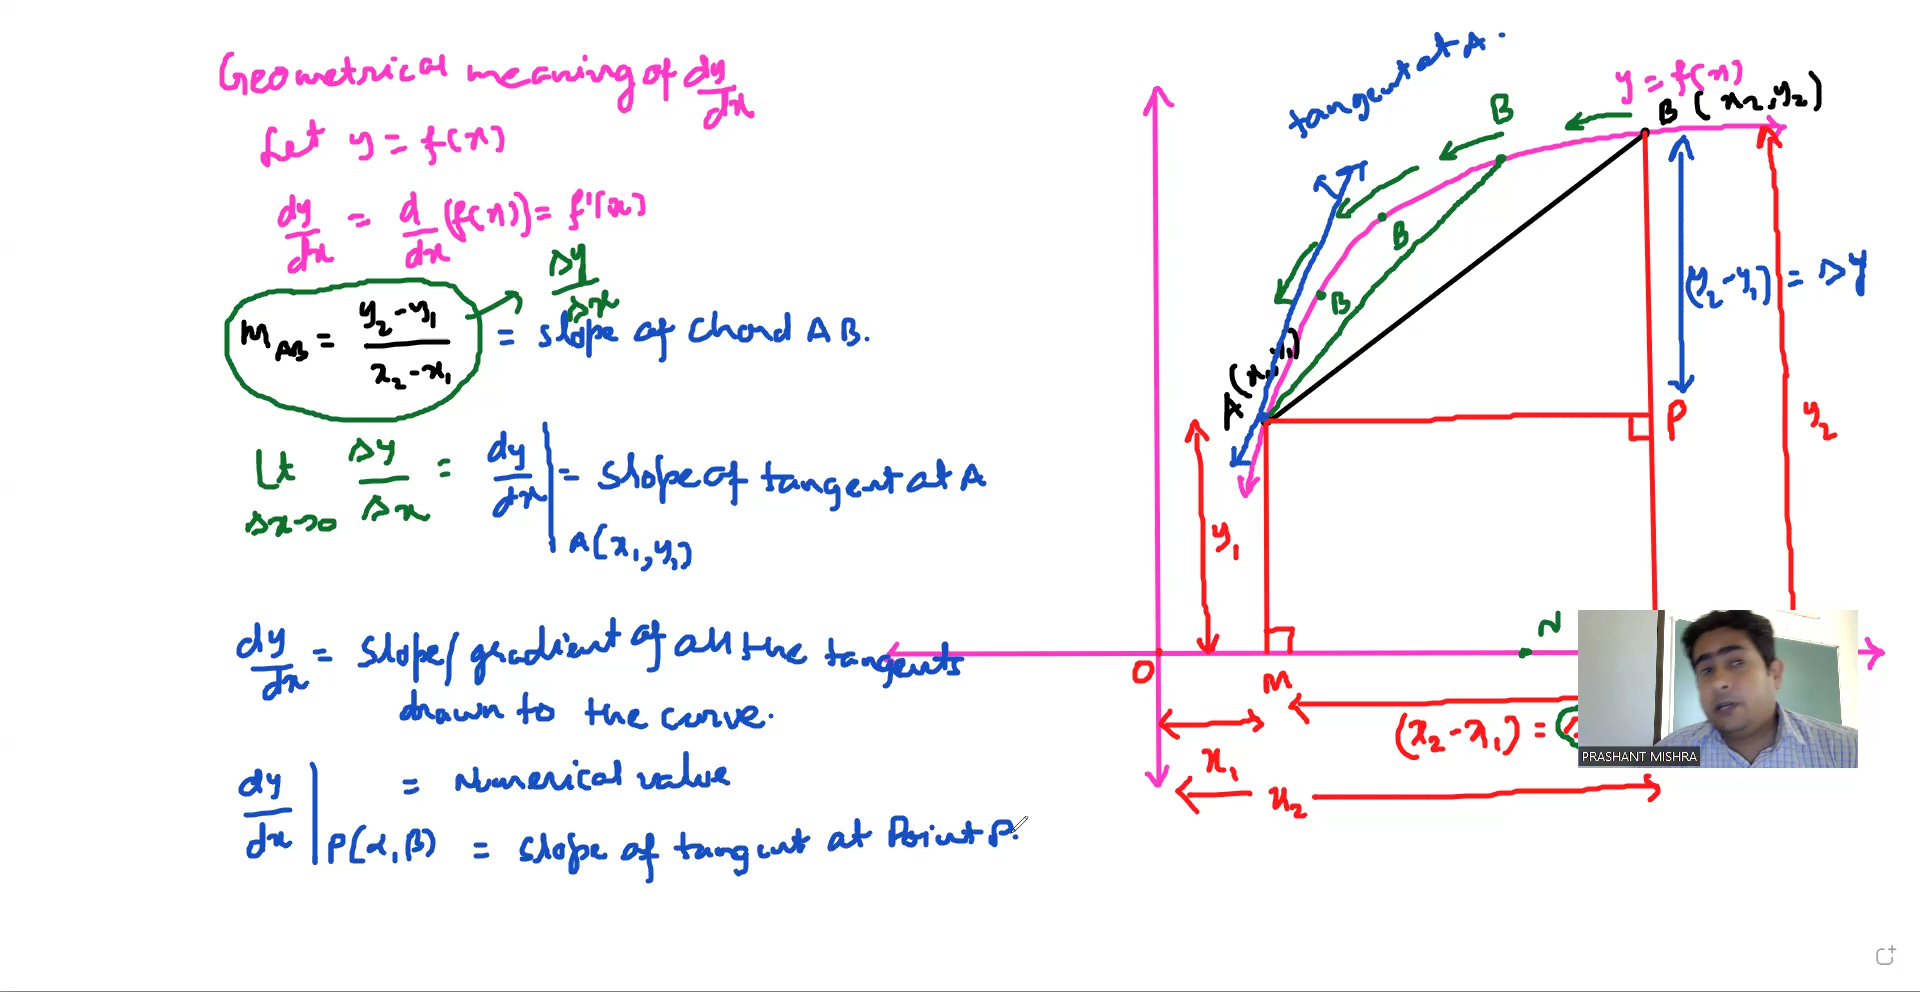 Geometrical meaning of dy/dx
Let y = f(x)
dy/dx = d/dx (f(x)) = f'(x)
M_AB = (y₂-y₁)/(x₂-x₁) → Δy/Δx = slope of chord AB.
Lt Δx→0 Δy/Δx = dy/dx | A(x₁,y₁) = slope of tangent at A
dy/dx = slope/gradient of all the tangents
drawn to the curve.
dy/dx | P(α,β) = Numerical value
= slope of tangent at Point P.
tangent at A.
y = f(x)
B (x₂,y₂)
B
B
B
A(x₁,y₁)
(y₂-y₁) = Δy
P
y₂
y₁
N
O
M
(x₂-x₁) =
x₁
x₂
PRASHANT MISHRA